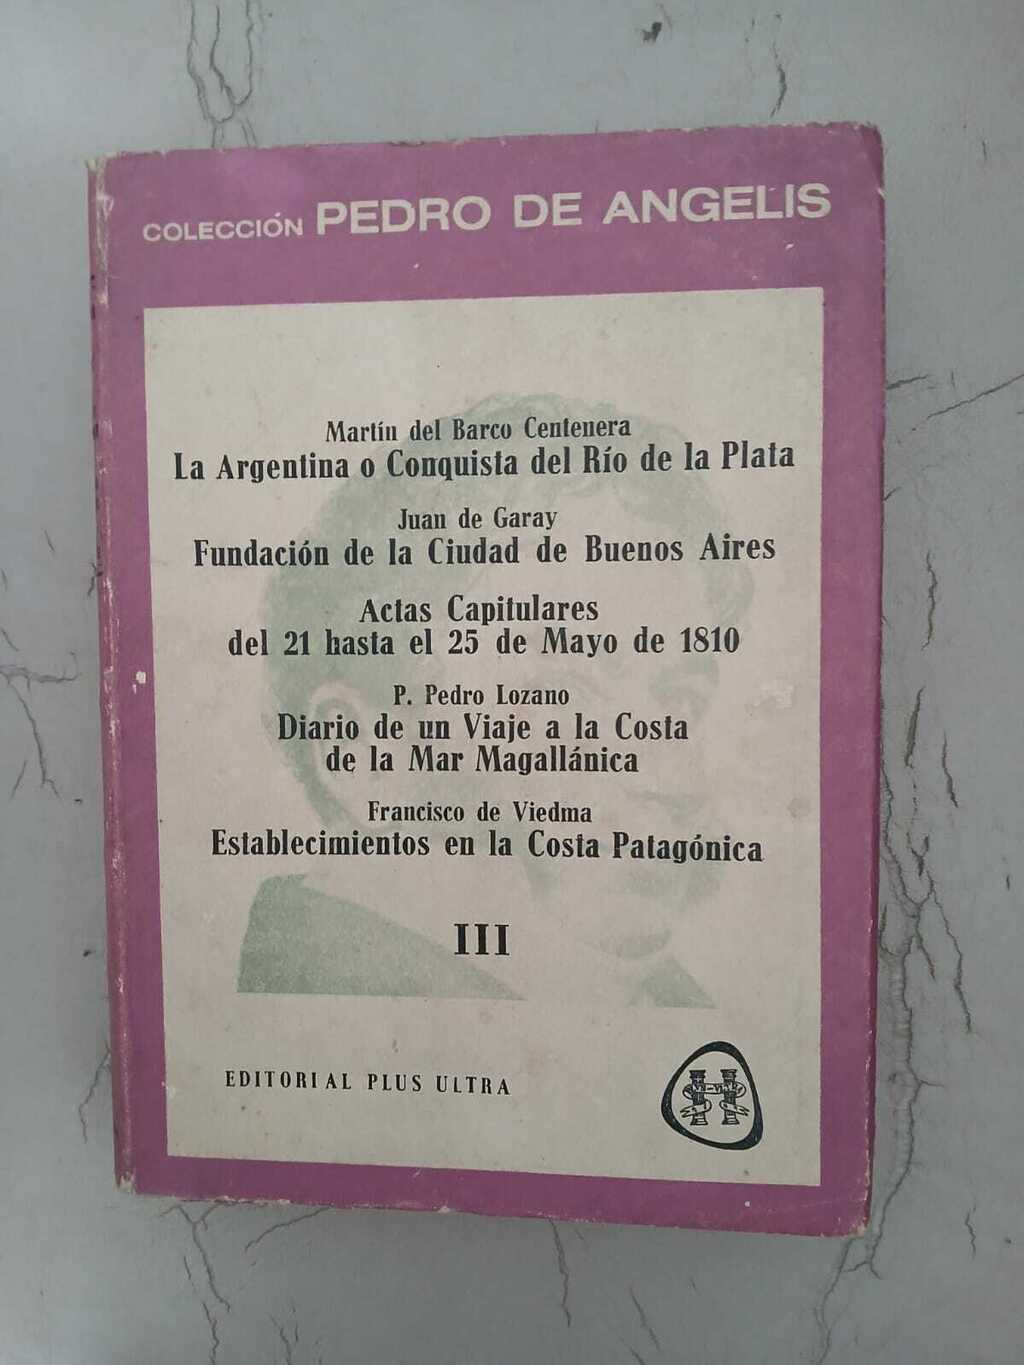 COLECCIÓN PEDRO DE ANGELIS
Martín del Barco Centenera
La Argentina o Conquista del Río de la Plata
Juan de Garay
Fundación de la Ciudad de Buenos Aires
Actas Capitulares
del 21 hasta el 25 de Mayo de 1810
P. Pedro Lozano
Diario de un Viaje a la Costa
de la Mar Magallánica
Francisco de Viedma
Establecimientos en la Costa Patagónica
III
EDITORIAL PLUS ULTRA